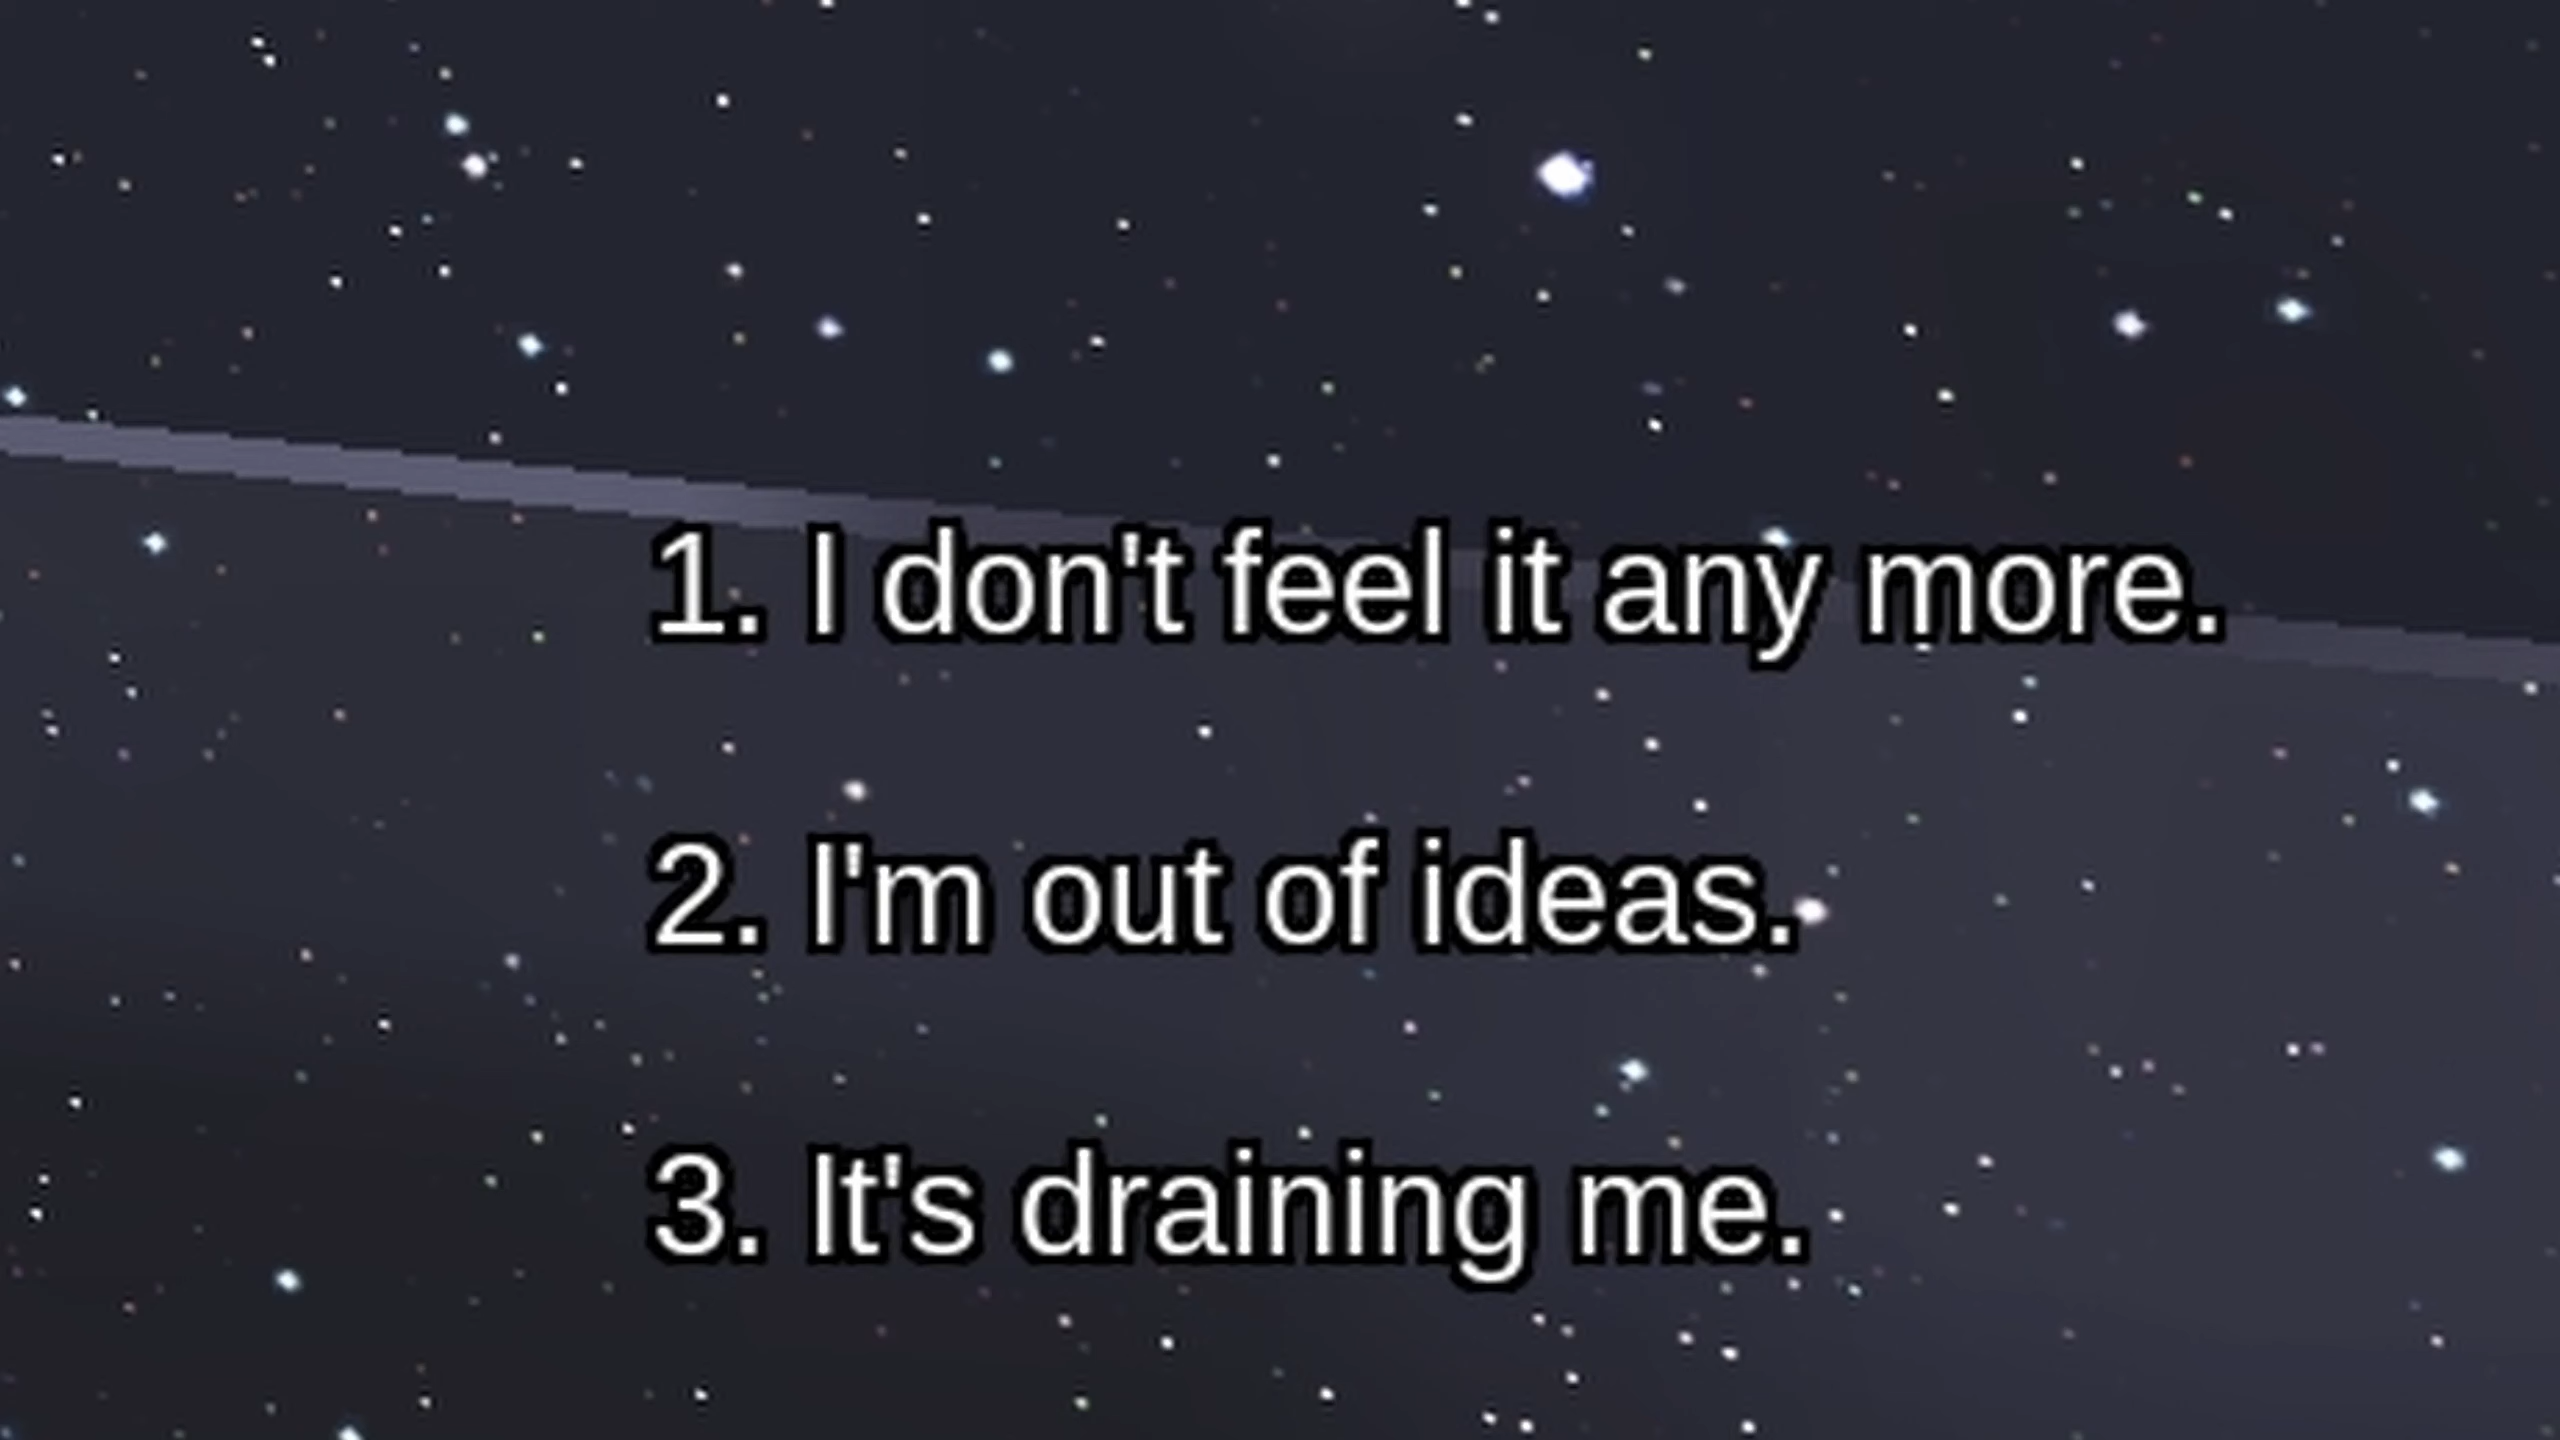 1. I don't feel it any more.
2. I'm out of ideas.
3. It's draining me.